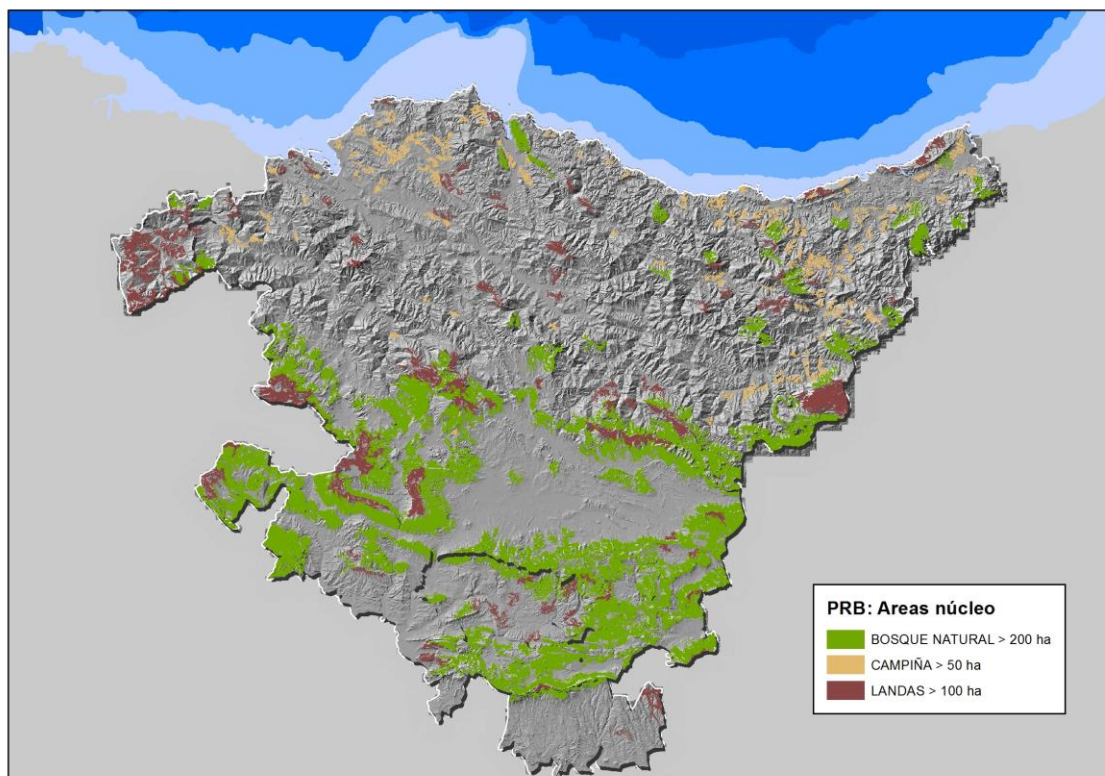 PRB: Areas núcleo
BOSQUE NATURAL > 200 ha
CAMPIÑA > 50 ha
LANDAS > 100 ha